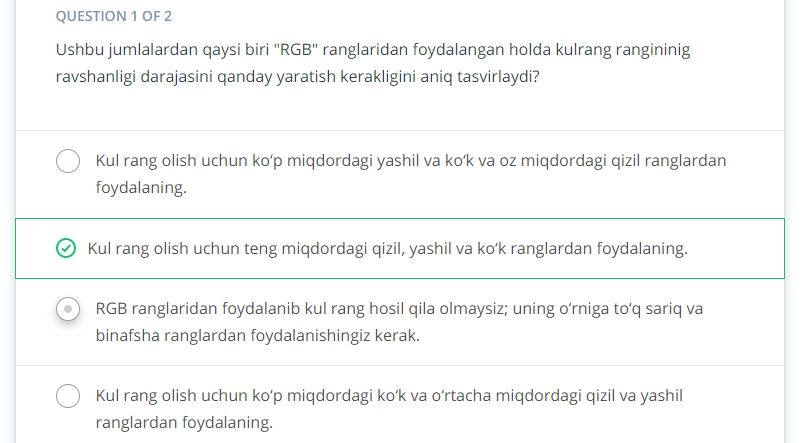 QUESTION 1 OF 2
Ushbu jumlalardan qaysi biri "RGB" ranglaridan foydalangan holda kulrang rangininig
ravshanligi darajasini qanday yaratish kerakligini aniq tasvirlaydi?
Kul rang olish uchun ko‘p miqdordagi yashil va ko‘k va oz miqdordagi qizil ranglardan
foydalaning.
Kul rang olish uchun teng miqdordagi qizil, yashil va ko‘k ranglardan foydalaning.
RGB ranglaridan foydalanib kul rang hosil qila olmaysiz; uning o‘rniga to‘q sariq va
binafsha ranglardan foydalanishingiz kerak.
Kul rang olish uchun ko‘p miqdordagi ko‘k va o‘rtacha miqdordagi qizil va yashil
ranglardan foydalaning.